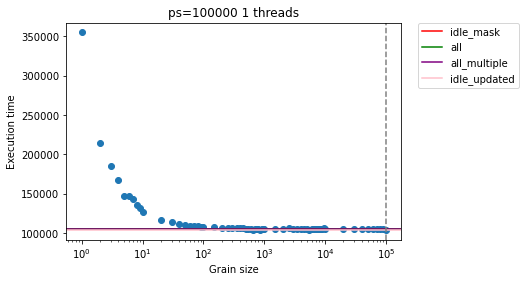 ps=100000 1 threads
350000
300000
250000
200000
150000
100000
Execution time
10^0
10^1
10^2
10^3
10^4
10^5
Grain size
idle_mask
all
all_multiple
idle_updated